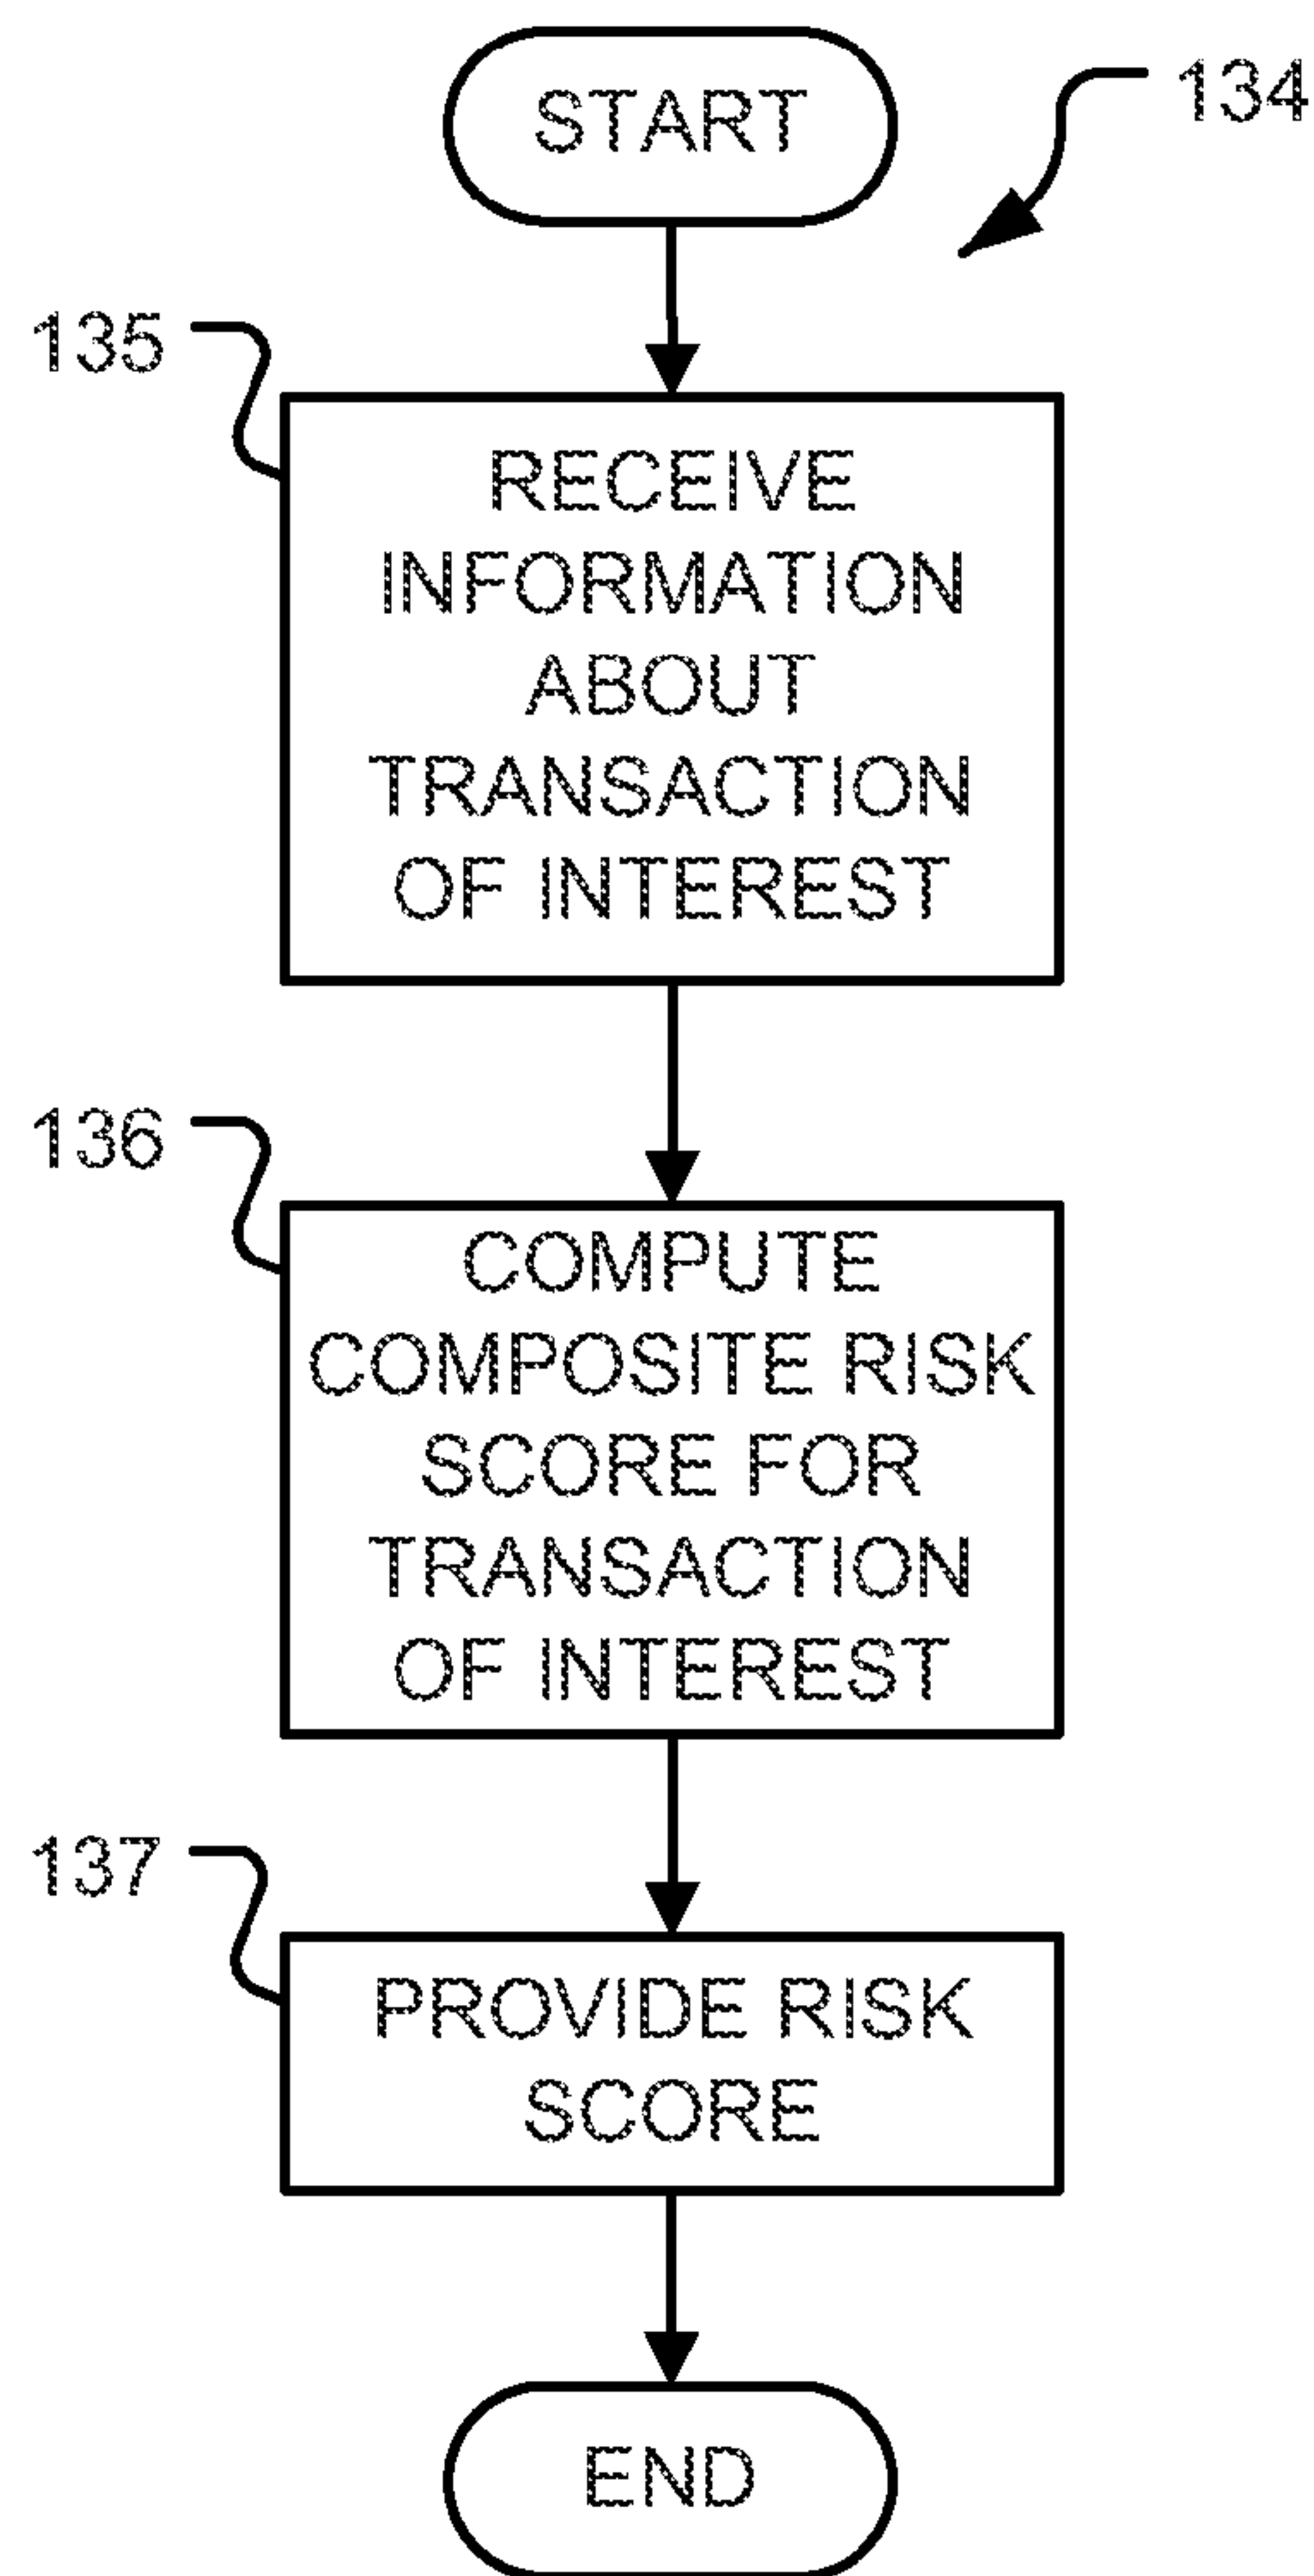 START
134
135
RECEIVE
INFORMATION
ABOUT
TRANSACTION
OF INTEREST
136
COMPUTE
COMPOSITE RISK
SCORE FOR
TRANSACTION
OF INTEREST
137
PROVIDE RISK
SCORE
END